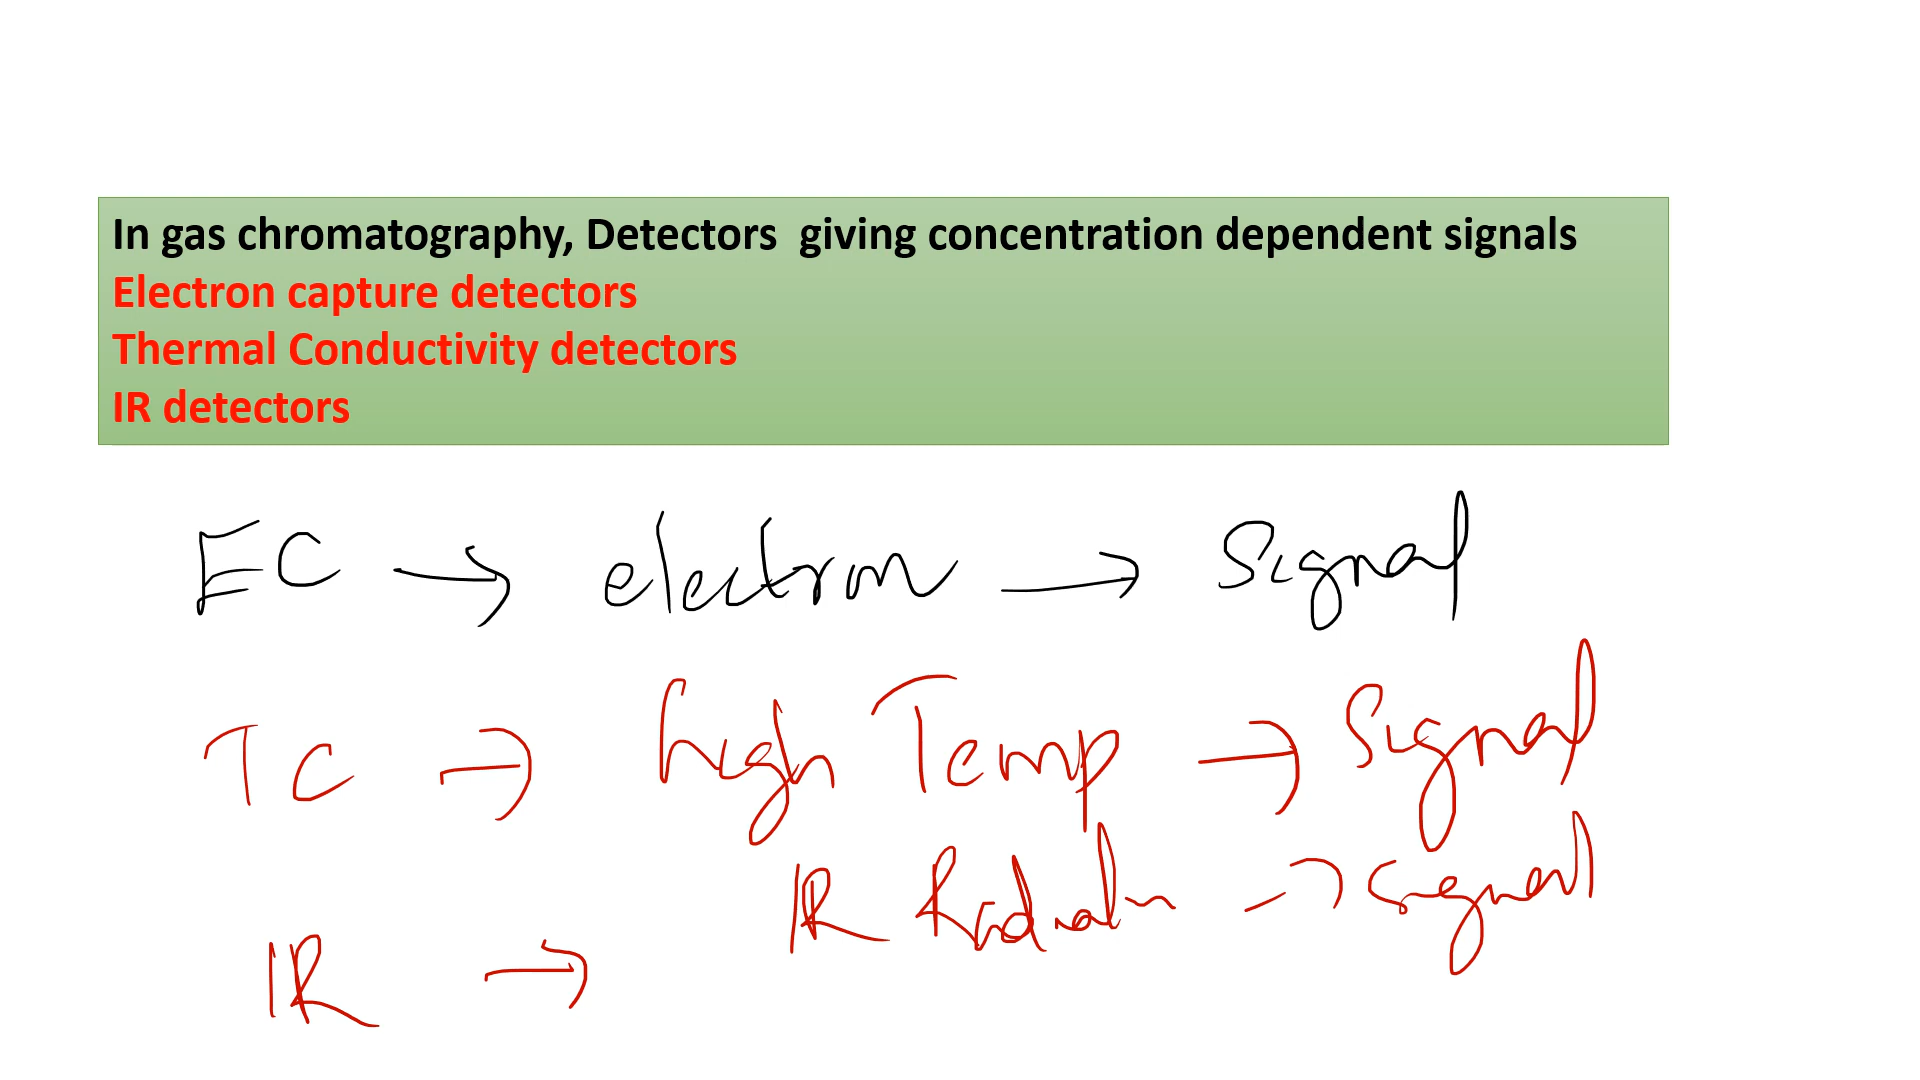 In gas chromatography, Detectors giving concentration dependent signals
Electron capture detectors
Thermal Conductivity detectors
IR detectors
EC → electron → Signal
TC → high Temp → Signal
IR → IR Radiatn → Signal